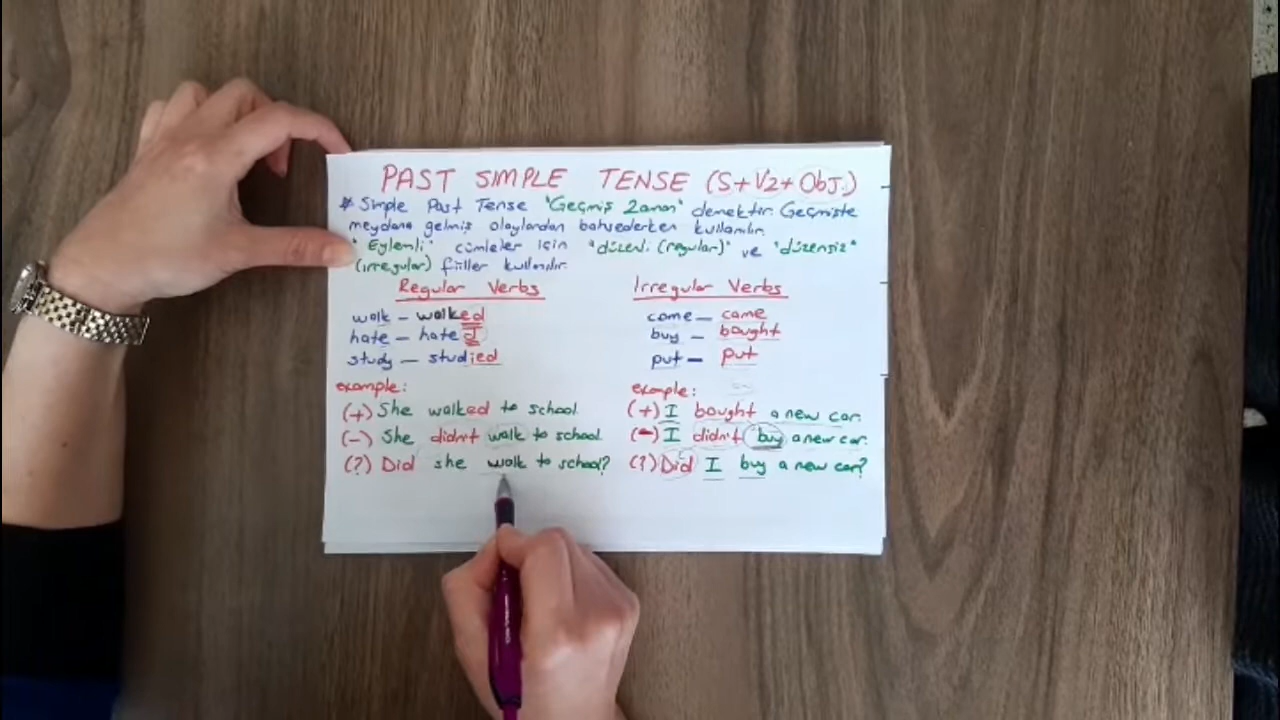 PAST SIMPLE TENSE (S+V2+ Obj.)
* Simple Past Tense "Geçmiş Zaman" demektir. Geçmişte
meydana gelmiş olaylardan bahsederken kullanılır.
"Eylemli" cümleler için "düzenli (regular)" ve "düzensiz"
(irregular) fiiller kullanılır.
Regular Verbs
walk – walked
hate – hated
study – studied
example:
(+) She walked to school.
(-) She didn't walk to school.
(?) Did she walk to school?
Irregular Verbs
come – came
buy – bought
put – put
example:
(+) I bought a new car.
(-) I didn't buy a new car.
(?) Did I buy a new car?